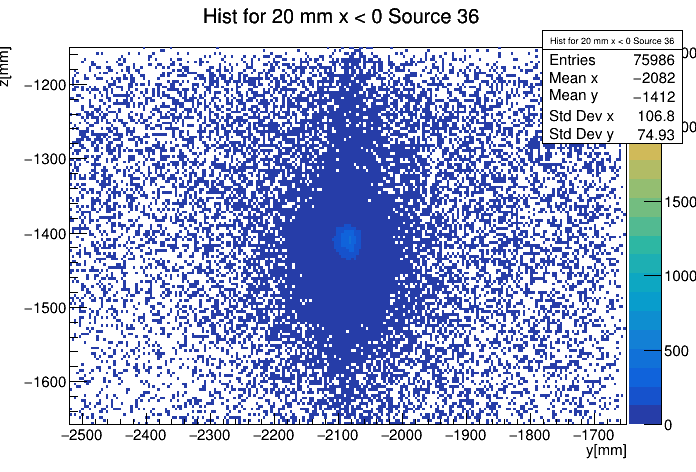 Hist for 20 mm x < 0 Source 36
z[mm]
Hist for 20 mm x < 0 Source 36
Entries 75986
Mean x −2082
Mean y −1412
Std Dev x 106.8
Std Dev y 74.93
−1200
−1300
−1400
−1500
−1600
1500
1000
500
0
−2500 −2400 −2300 −2200 −2100 −2000 −1900 −1800 −1700
y[mm]